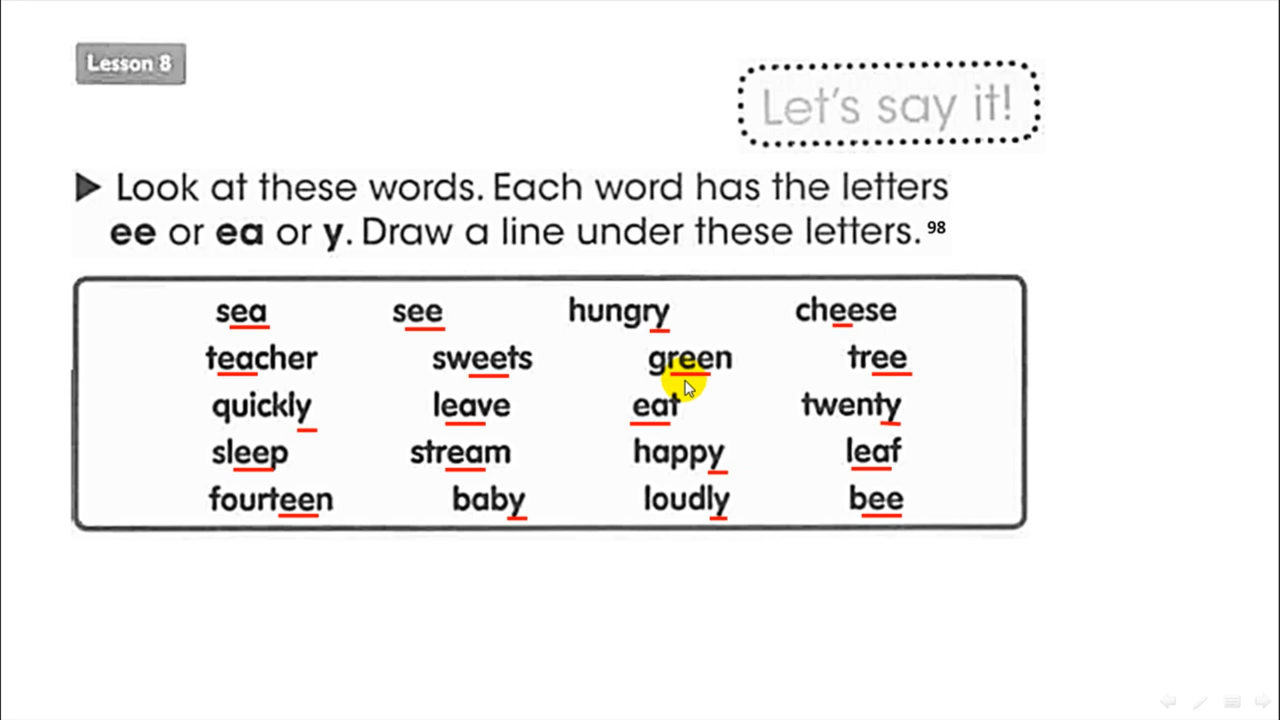 Lesson 8
Let's say it!
Look at these words. Each word has the letters
ee or ea or y. Draw a line under these letters. 98
sea see hungry cheese
teacher sweets green tree
quickly leave eat twenty
sleep stream happy leaf
fourteen baby loudly bee